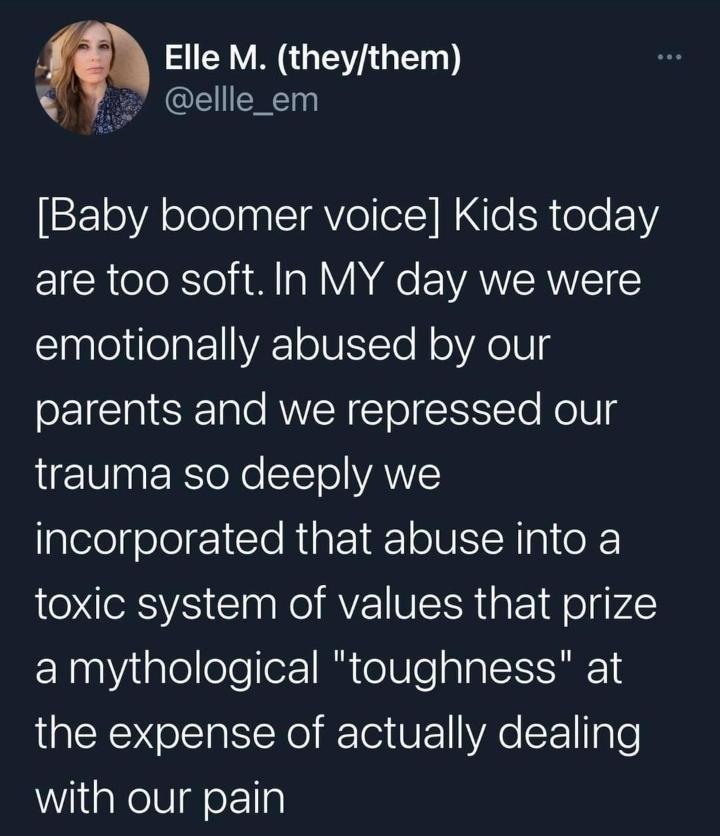 Elle M. (they/them)
@ellle_em
[Baby boomer voice] Kids today
are too soft. In MY day we were
emotionally abused by our
parents and we repressed our
trauma so deeply we
incorporated that abuse into a
toxic system of values that prize
a mythological "toughness" at
the expense of actually dealing
with our pain